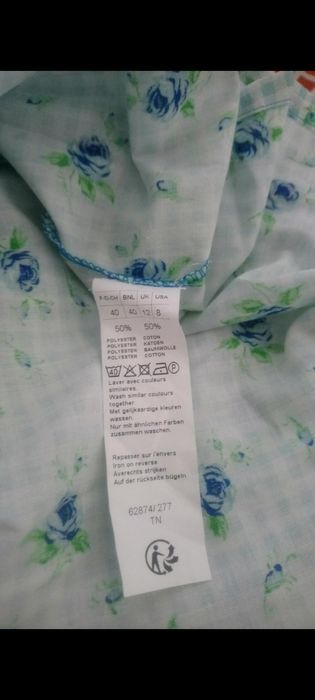 F-D-CH BNL UK USA
40 40 12 8
50% 50%
POLYESTER COTON
POLYESTER KATOEN
POLYESTER BAUMWOLLE
POLYESTER COTTON
40 P
Laver avec couleurs
similaires.
Wash similar colours
together.
Met gelijkaardige kleuren
wassen.
Nur mit ähnlichen Farben
zusammen waschen.
Repasser sur l'envers
Iron on reverse
Averechts strijken
Auf der rückseite bügeln
62874/ 277
TN